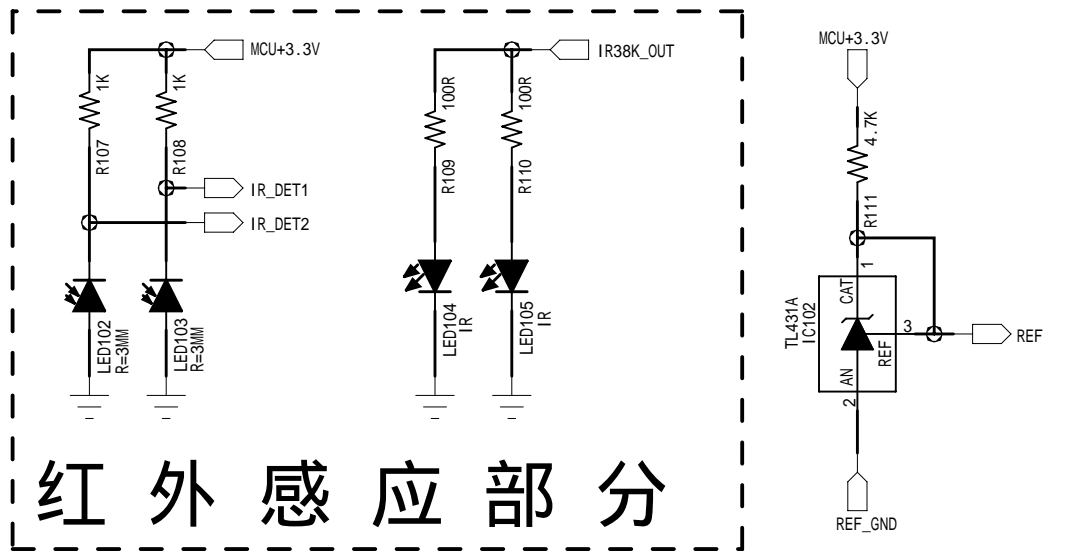 MCU+3.3V
1K
1K
R107
R108
IR_DET1
IR_DET2
LED102
R=3MM
LED103
R=3MM
IR38K_OUT
100R
100R
R109
R110
LED104
IR
LED105
IR
红外感应部分
MCU+3.3V
4.7K
R111
1
CAT
TL431A
IC102
3
REF
REF
AN
2
REF_GND